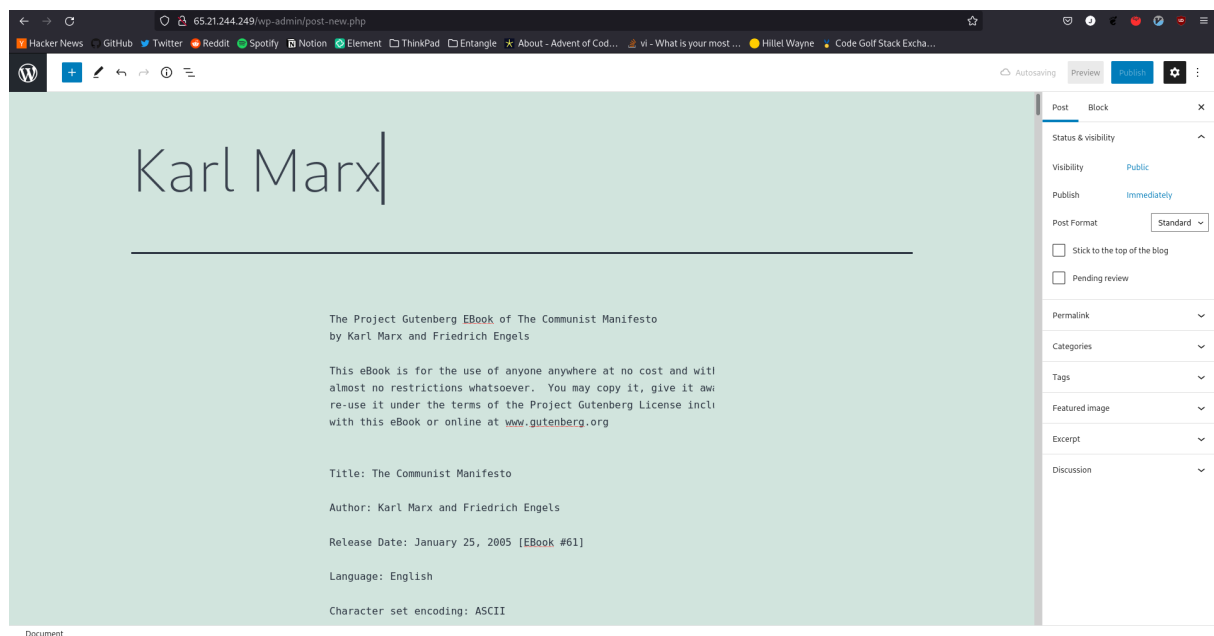 65.21.244.249/wp-admin/post-new.php
Hacker News GitHub Twitter Reddit Spotify Notion Element ThinkPad Entangle About - Advent of Cod... vi - What is your most ... Hillel Wayne Code Golf Stack Excha...
Autosaving Preview Publish
Karl Marx
The Project Gutenberg EBook of The Communist Manifesto
by Karl Marx and Friedrich Engels
This eBook is for the use of anyone anywhere at no cost and with
almost no restrictions whatsoever. You may copy it, give it awa
re-use it under the terms of the Project Gutenberg License inclu
with this eBook or online at www.gutenberg.org
Title: The Communist Manifesto
Author: Karl Marx and Friedrich Engels
Release Date: January 25, 2005 [EBook #61]
Language: English
Character set encoding: ASCII
Post Block
Status & visibility
Visibility Public
Publish Immediately
Post Format Standard
Stick to the top of the blog
Pending review
Permalink
Categories
Tags
Featured image
Excerpt
Discussion
Document